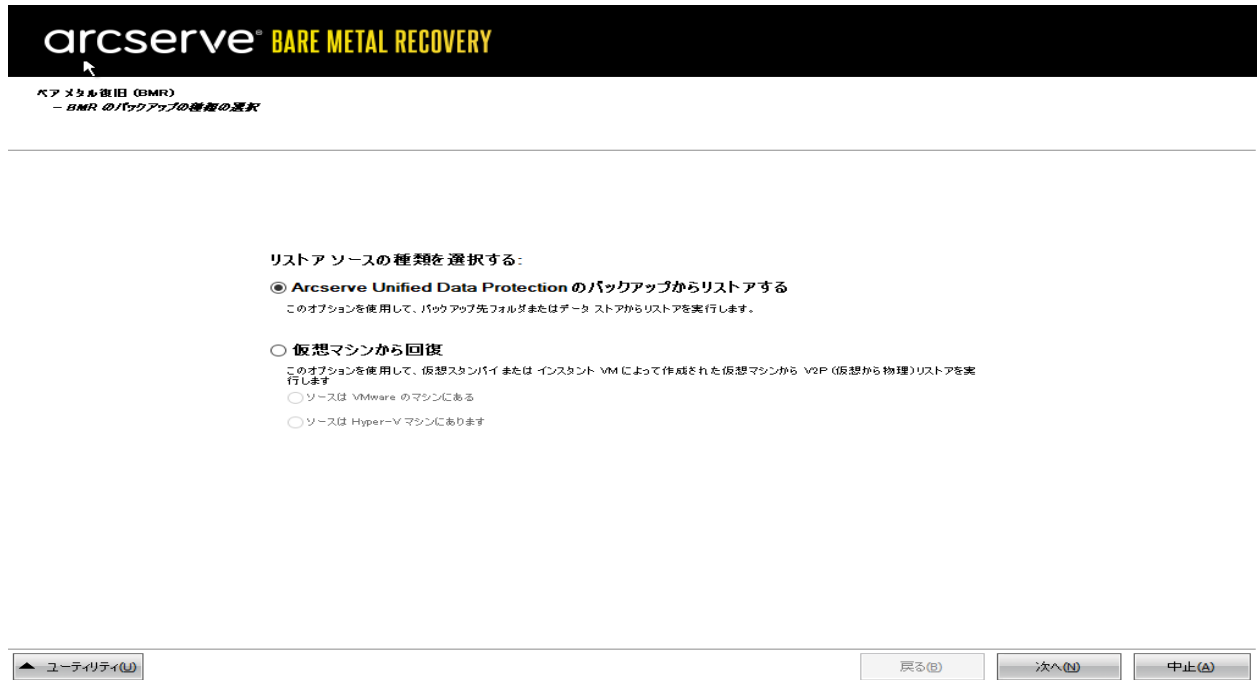 arcserve® BARE METAL RECOVERY
ベア メタル復旧 (BMR)
- BMR のバックアップの種類の選択
リストア ソースの種類を選択する:
Arcserve Unified Data Protection のバックアップからリストアする
このオプションを使用して、バックアップ先フォルダまたはデータ ストアからリストアを実行します。
仮想マシンから回復
このオプションを使用して、仮想スタンバイ または インスタント VM によって作成された仮想マシンから V2P (仮想から物理)リストアを実
行します
ソースは VMware のマシンにある
ソースは Hyper-V マシンにあります
ユーティリティ(U)
戻る(B)
次へ(N)
中止(A)